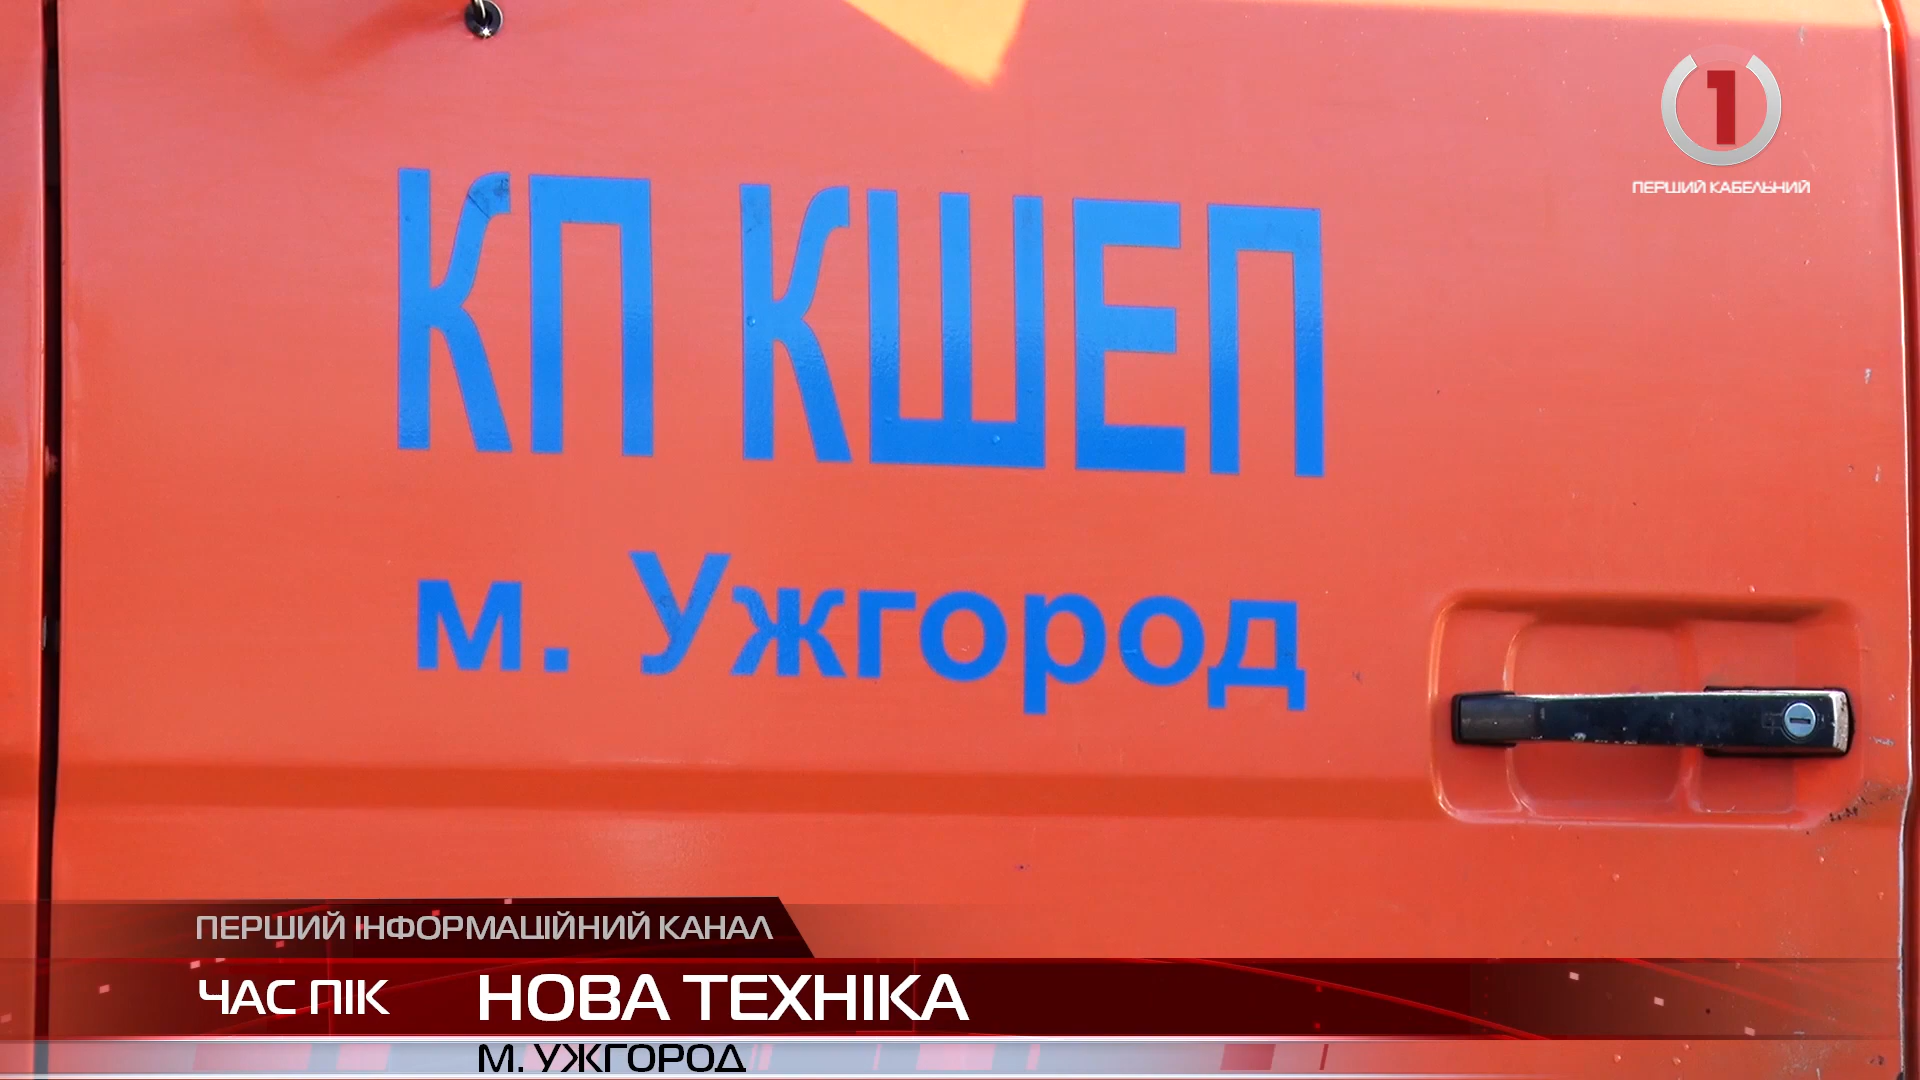 1
ПЕРШИЙ КАБЕЛЬНИЙ
КП КШЕП
м. Ужгород
ПЕРШИЙ ІНФОРМАЦІЙНИЙ КАНАЛ
ЧАС ПІК НОВА ТЕХНІКА
М. УЖГОРОД